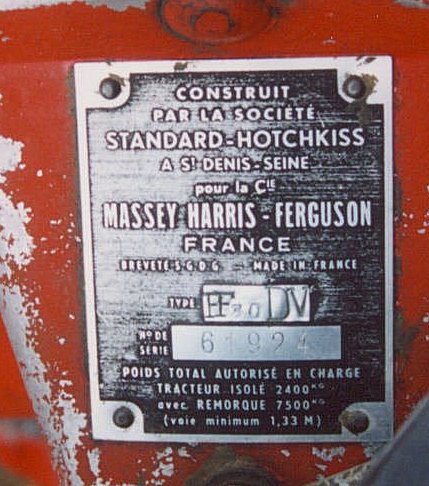 CONSTRUIT
PAR LA SOCIÉTÉ
STANDARD-HOTCHKISS
A ST DENIS-SEINE
pour la CIE
MASSEY HARRIS-FERGUSON
FRANCE
BREVETÉ S.G.D.G — MADE IN FRANCE
TYPE FF30DV
NO DE SÉRIE 61924
POIDS TOTAL AUTORISÉ EN CHARGE
TRACTEUR ISOLÉ 2400KG
avec REMORQUE 7500KG
(voie minimum 1,33 M)